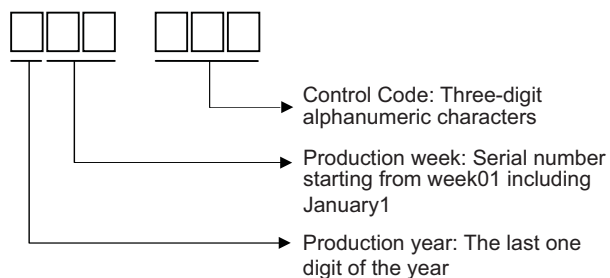 Control Code: Three-digit
alphanumeric characters
Production week: Serial number
starting from week01 including
January1
Production year: The last one
digit of the year